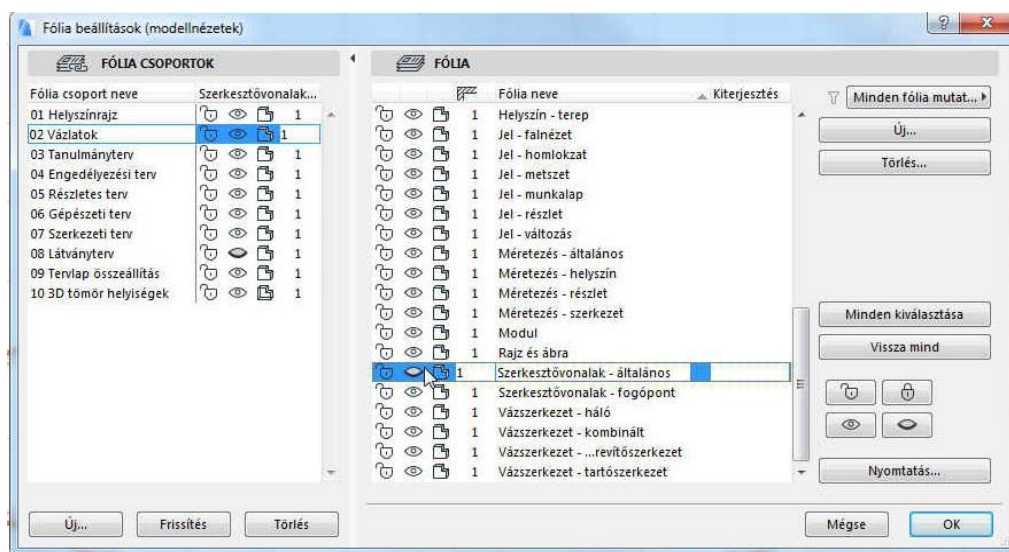 Fólia beállítások (modellnézetek)
FÓLIA CSOPORTOK
Fólia csoport neve Szerkesztővonalak...
01 Helyszínrajz 1
02 Vázlatok 1
03 Tanulmányterv 1
04 Engedélyezési terv 1
05 Részletes terv 1
06 Gépészeti terv 1
07 Szerkezeti terv 1
08 Látványterv 1
09 Tervlap összeállítás 1
10 3D tömör helyiségek 1
Új...
Frissítés
Törlés
FÓLIA
Fólia neve Kiterjesztés
1 Helyszín - terep
1 Jel - falnézet
1 Jel - homlokzat
1 Jel - metszet
1 Jel - munkalap
1 Jel - részlet
1 Jel - változás
1 Méretezés - általános
1 Méretezés - helyszín
1 Méretezés - részlet
1 Méretezés - szerkezet
1 Modul
1 Rajz és ábra
1 Szerkesztővonalak - általános
1 Szerkesztővonalak - fogópont
1 Vázszerkezet - háló
1 Vázszerkezet - kombinált
1 Vázszerkezet - ...revítőszerkezet
1 Vázszerkezet - tartószerkezet
Minden fólia mutat...
Új...
Törlés...
Minden kiválasztása
Vissza mind
Nyomtatás...
Mégse
OK